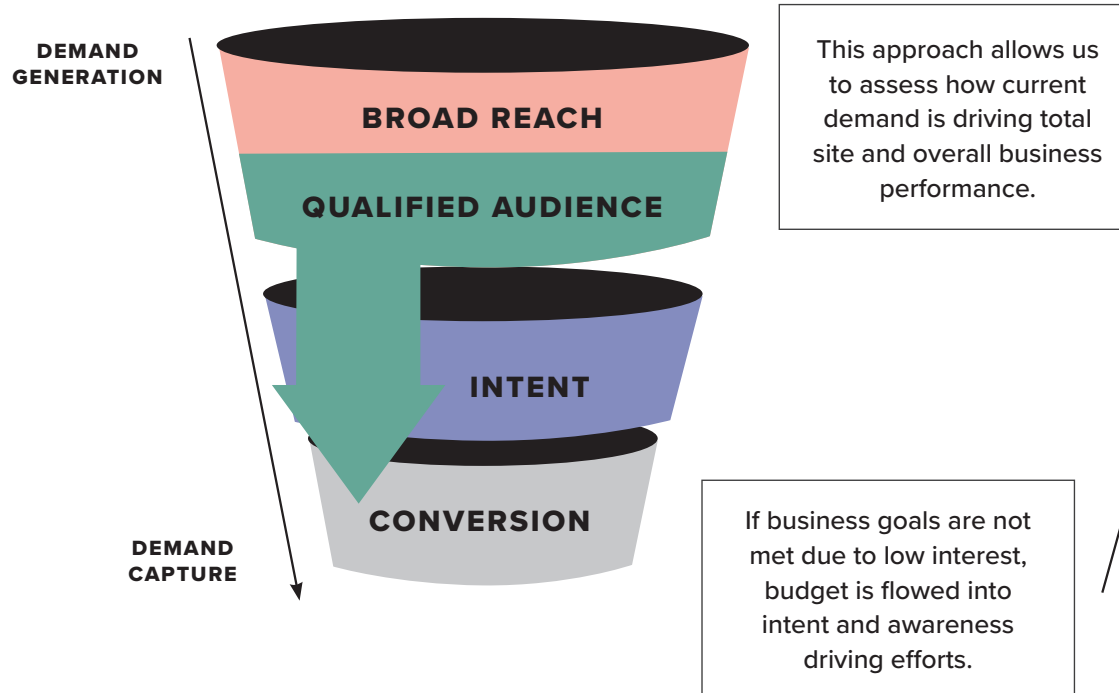 DEMAND
GENERATION
BROAD REACH
QUALIFIED AUDIENCE
This approach allows us
to assess how current
demand is driving total
site and overall business
performance.
INTENT
CONVERSION
DEMAND
CAPTURE
If business goals are not
met due to low interest,
budget is flowed into
intent and awareness
driving efforts.